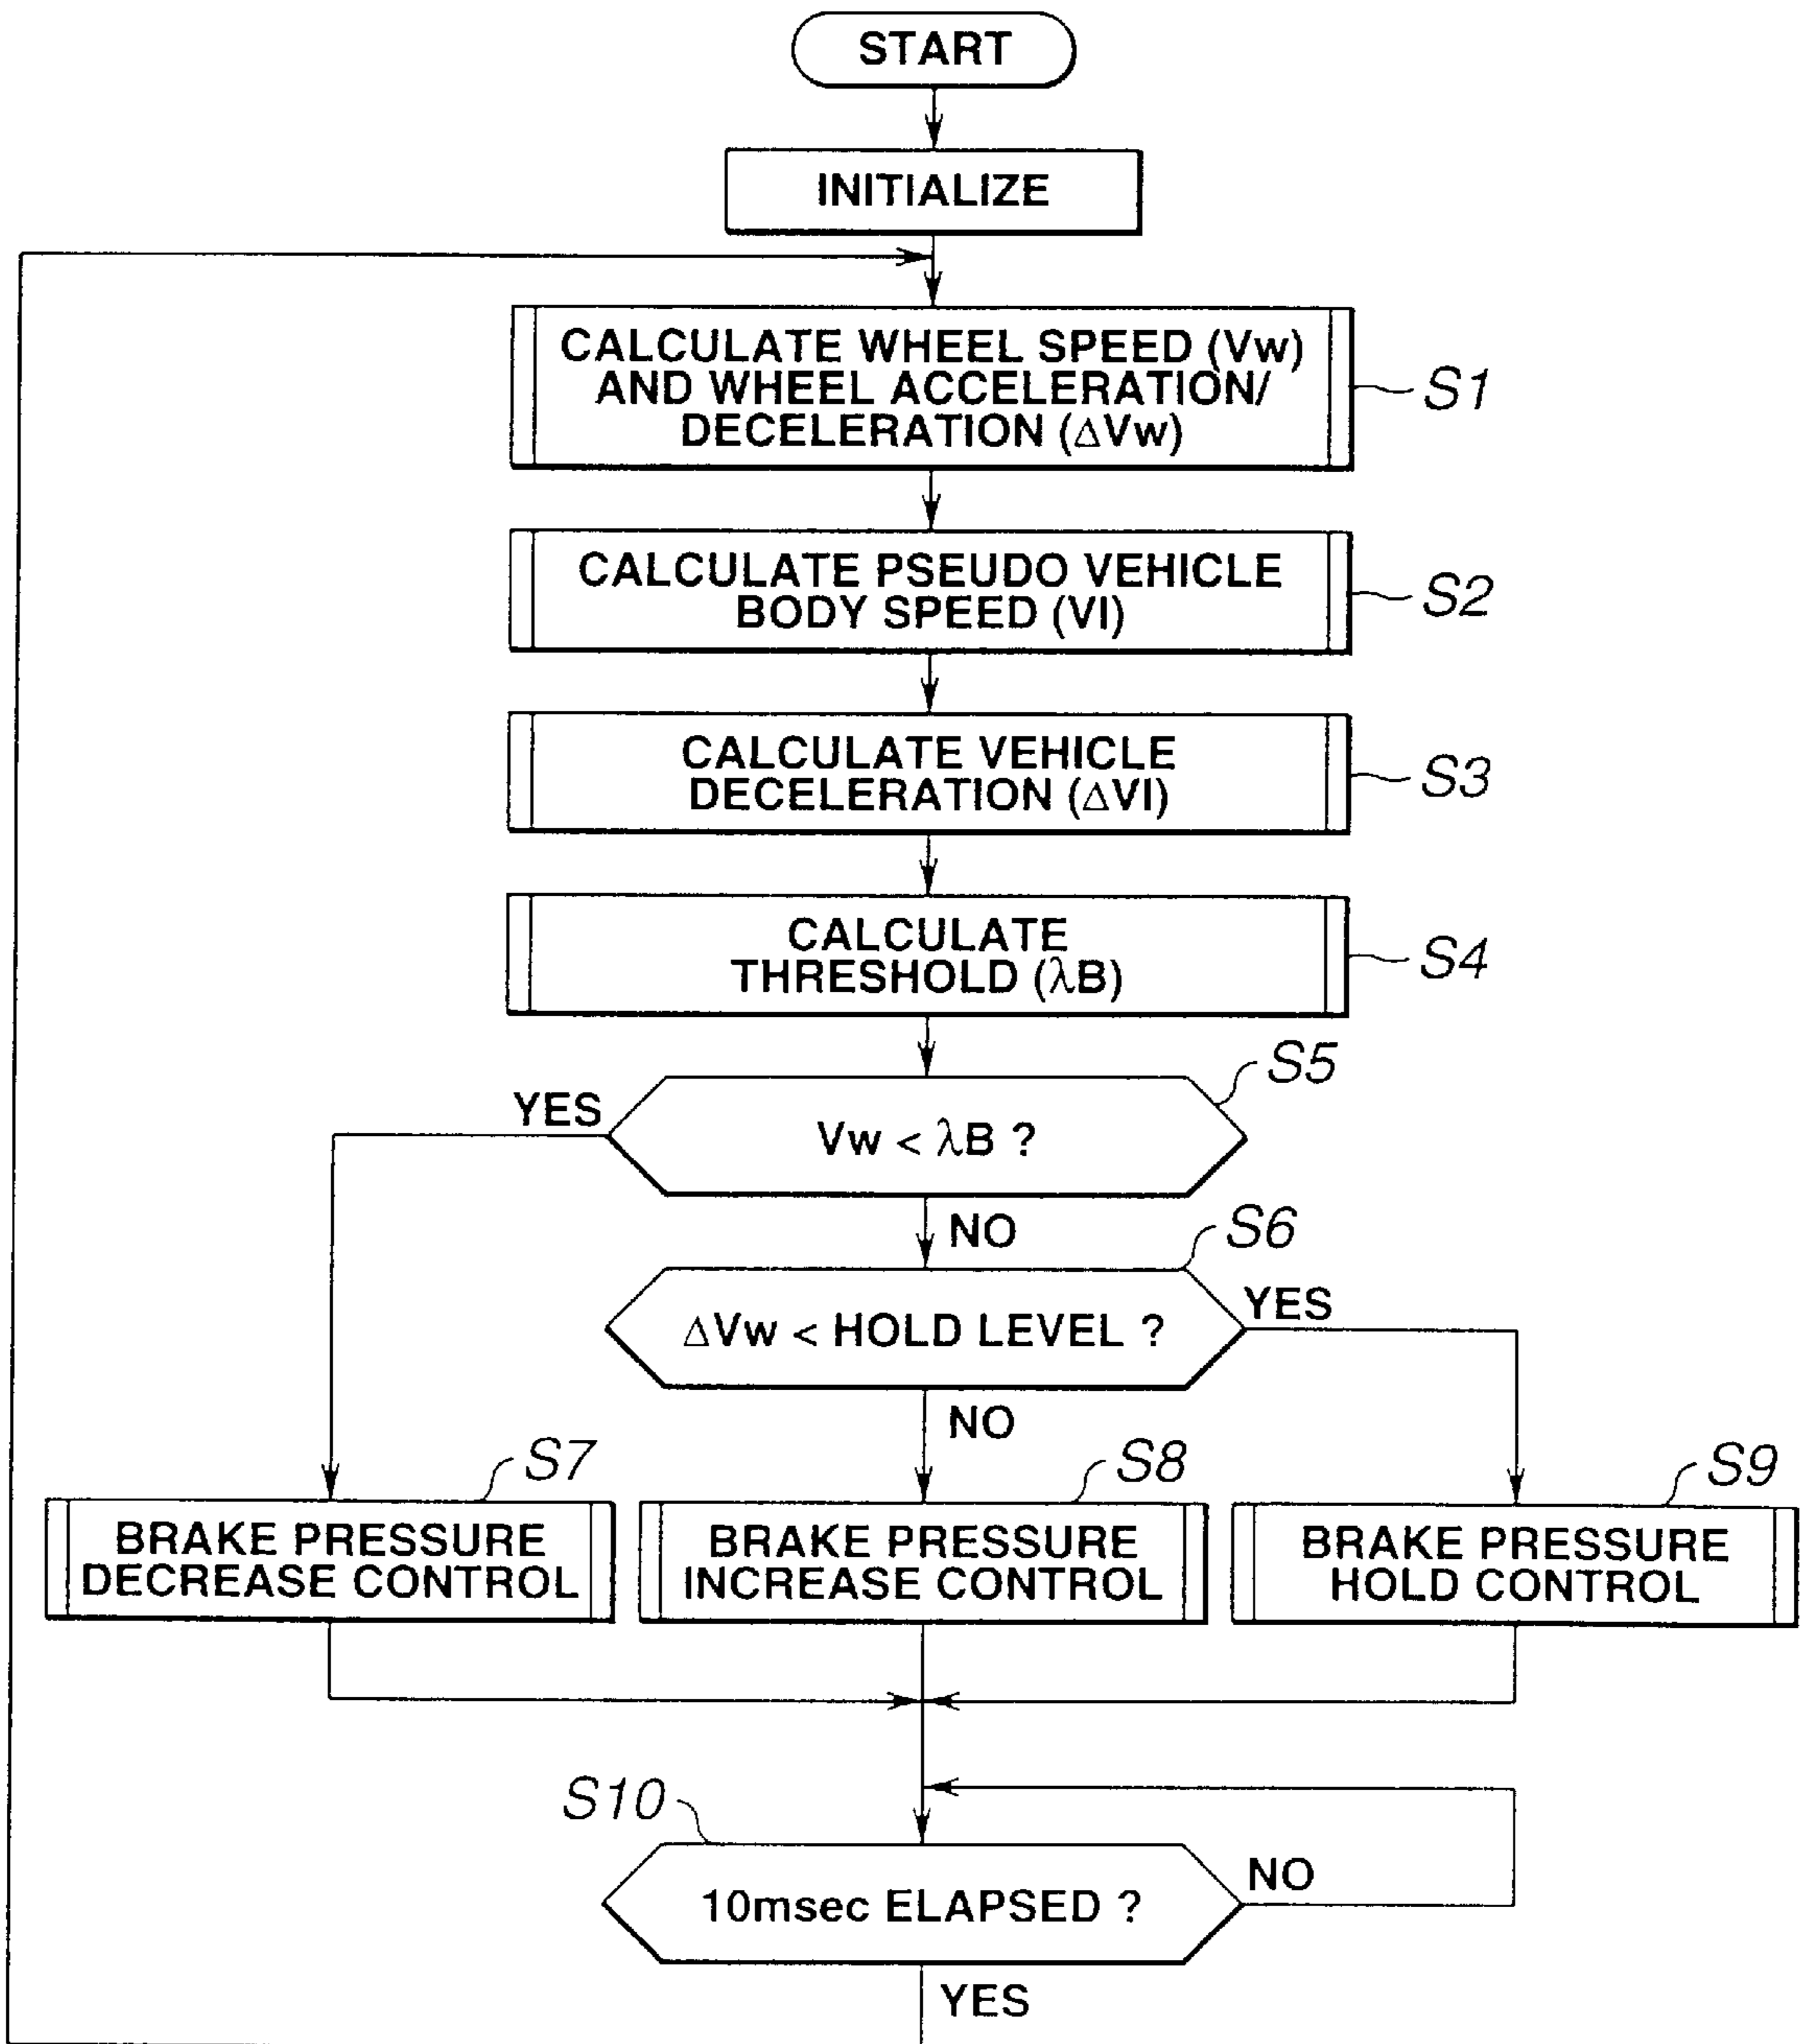 START
INITIALIZE
CALCULATE WHEEL SPEED (Vw)
AND WHEEL ACCELERATION/
DECELERATION (ΔVw)
S1
CALCULATE PSEUDO VEHICLE
BODY SPEED (VI)
S2
CALCULATE VEHICLE
DECELERATION (ΔVI)
S3
CALCULATE
THRESHOLD (λB)
S4
S5
YES
Vw < λB ?
NO
S6
YES
ΔVw < HOLD LEVEL ?
NO
S7
S8
S9
BRAKE PRESSURE
DECREASE CONTROL
BRAKE PRESSURE
INCREASE CONTROL
BRAKE PRESSURE
HOLD CONTROL
S10
10msec ELAPSED ?
NO
YES